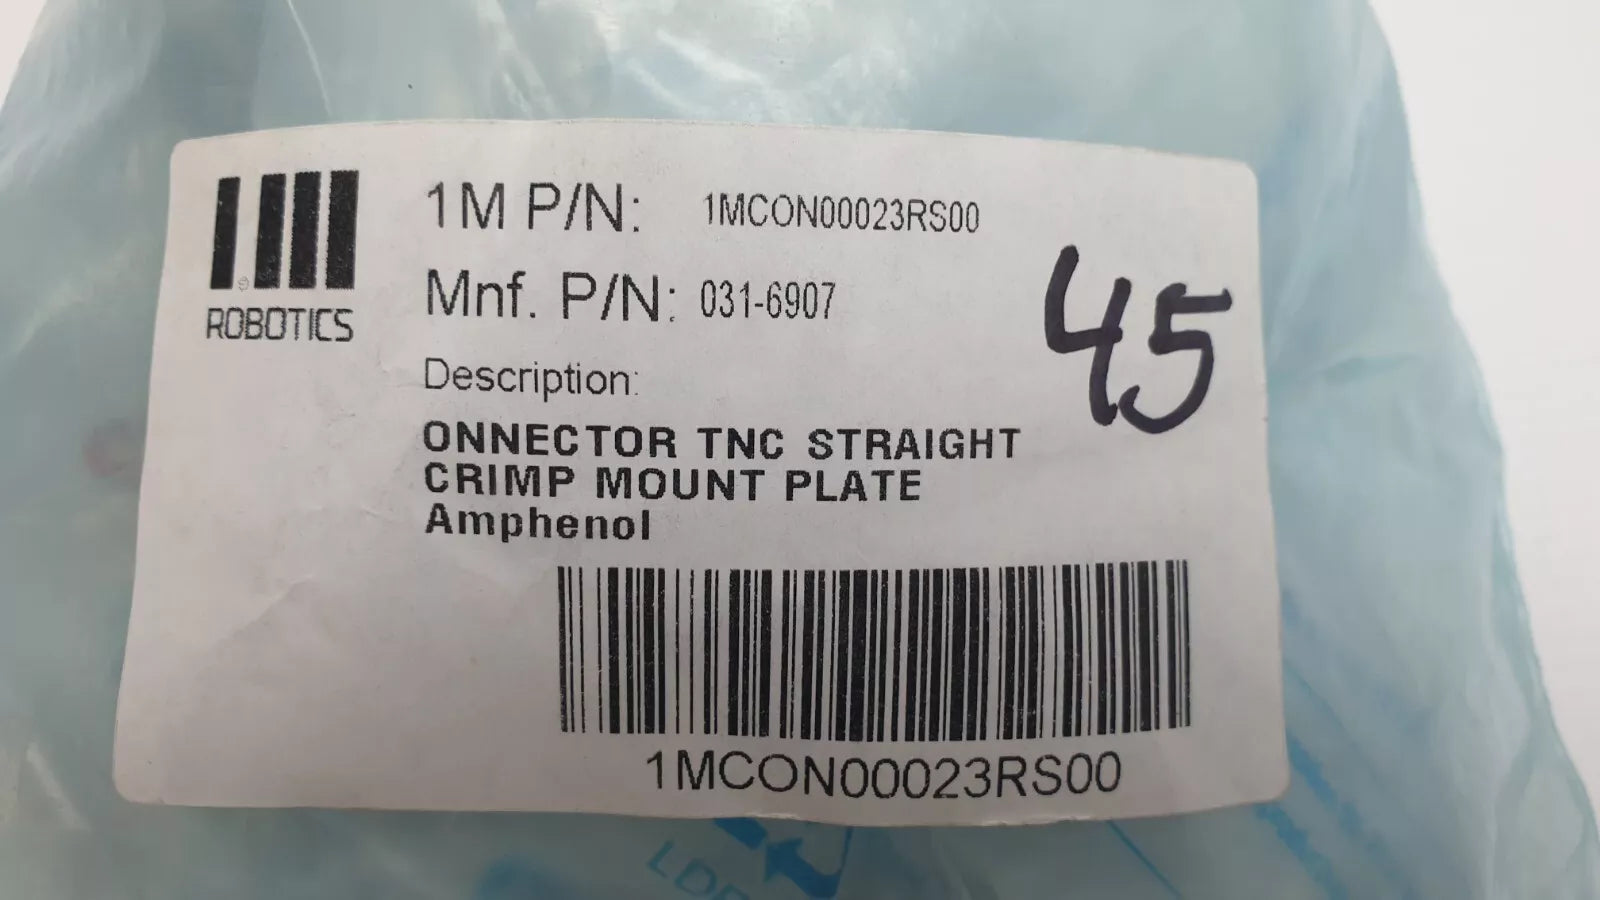 1M P/N: 1MCON00023RS00
Mnf. P/N: 031-6907
45
ROBOTICS
Description:
ONNECTOR TNC STRAIGHT
CRIMP MOUNT PLATE
Amphenol
1MCON00023RS00